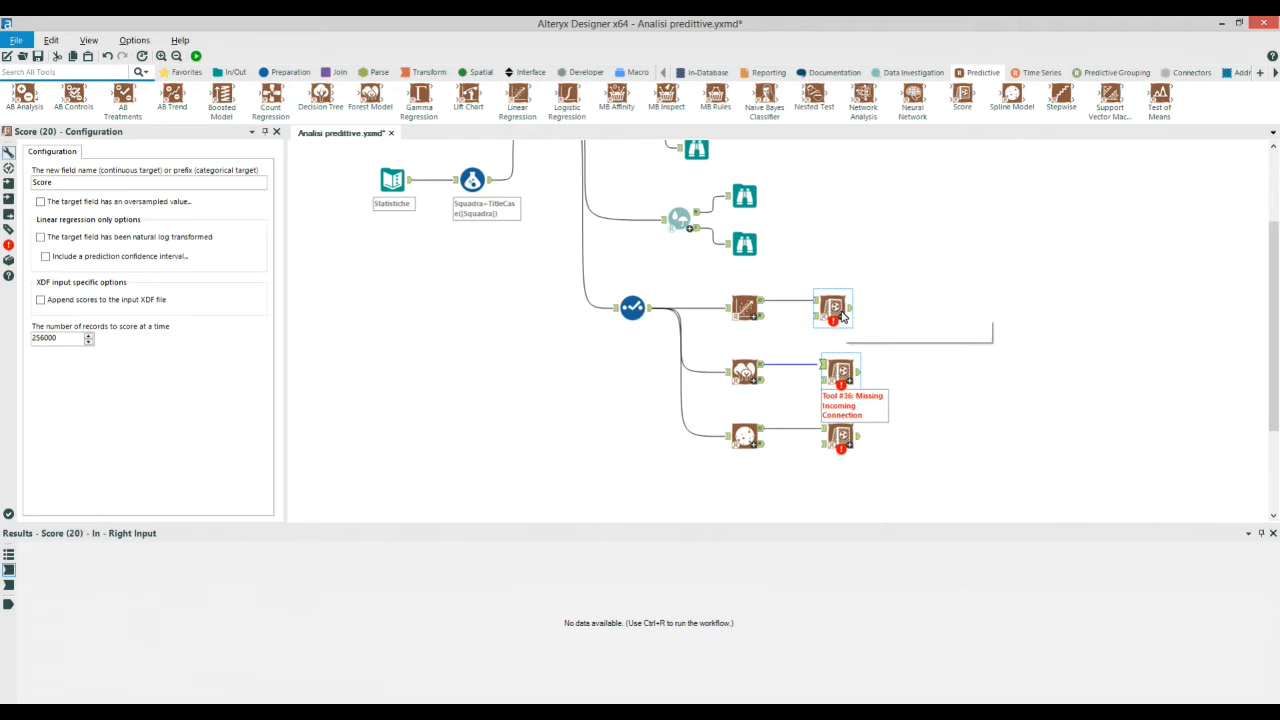 Alteryx Designer x64 - Analisi predittive.yxmd*
File Edit View Options Help
Search All Tools
Favorites In/Out Preparation Join Parse Transform Spatial Interface Developer Macro In-Database Reporting Documentation Data Investigation Predictive Time Series Predictive Grouping Connectors Addi
AB Analysis AB Controls AB Treatments AB Trend Boosted Model Count Regression Decision Tree Forest Model Gamma Regression Lift Chart Linear Regression Logistic Regression MB Affinity MB Inspect MB Rules Naive Bayes Classifier Nested Test Network Analysis Neural Network Score Spline Model Stepwise Support Vector Mac... Test of Means
Score (20) - Configuration
Analisi predittive.yxmd*
Configuration
The new field name (continuous target) or prefix (categorical target)
Score
The target field has an oversampled value...
Linear regression only options
The target field has been natural log transformed
Include a prediction confidence interval...
XDF input specific options
Append scores to the input XDF file
The number of records to score at a time
256000
Statistiche
Squadra=TitleCas
e([Squadra])
Tool #36: Missing
Incoming
Connection
Results - Score (20) - In - Right Input
No data available. (Use Ctrl+R to run the workflow.)